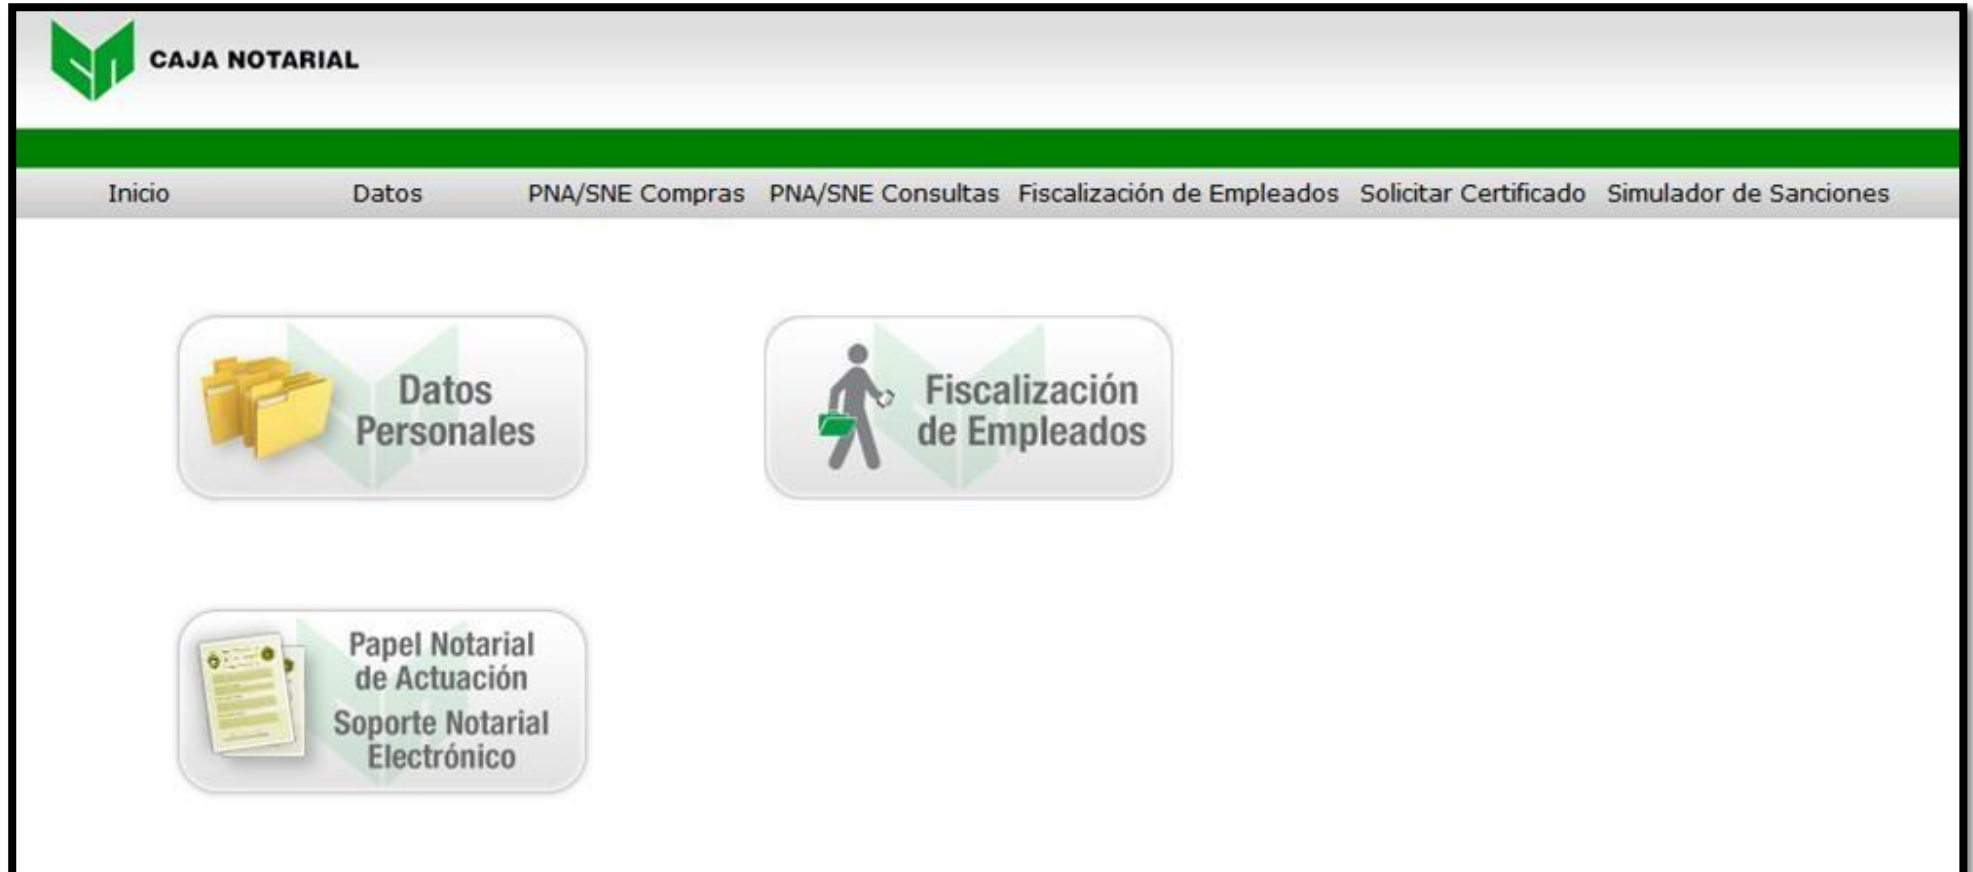 CAJA NOTARIAL
Inicio Datos PNA/SNE Compras PNA/SNE Consultas Fiscalización de Empleados Solicitar Certificado Simulador de Sanciones
Datos
Personales
Fiscalización
de Empleados
Papel Notarial
de Actuación
Soporte Notarial
Electrónico